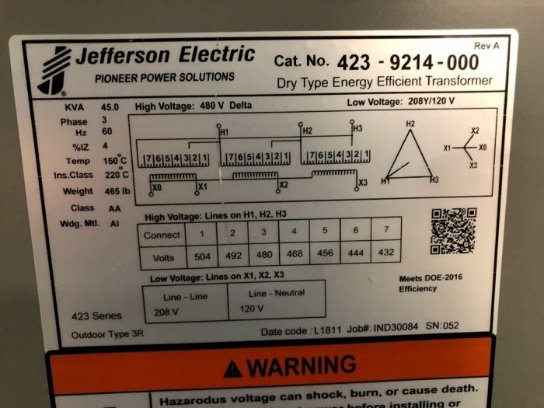 Rev A
Jefferson Electric
PIONEER POWER SOLUTIONS
Cat. No. 423 - 9214 - 000
Dry Type Energy Efficient Transformer
KVA 45.0
Phase 3
Hz 60
%IZ 4
Temp 150°C
Ins.Class 220°C
Weight 465 lb
Class AA
Wdg. Mtl. Al
High Voltage: 480 V Delta
Low Voltage: 208Y/120 V
H1 H2 H3
7 6 5 4 3 2 1 7 6 5 4 3 2 1 7 6 5 4 3 2 1
X0 X1 X2 X3
H2
H1 H3
X2
X1 X0
X3
High Voltage: Lines on H1, H2, H3
Connect 1 2 3 4 5 6 7
Volts 504 492 480 468 456 444 432
Low Voltage: Lines on X1, X2, X3
Line - Line Line - Neutral
208 V 120 V
Meets DOE-2016
Efficiency
423 Series
Outdoor Type 3R
Date code : L1811 Job#: IND30084 SN: 052
WARNING
Hazardous voltage can shock, burn, or cause death.
before installing or